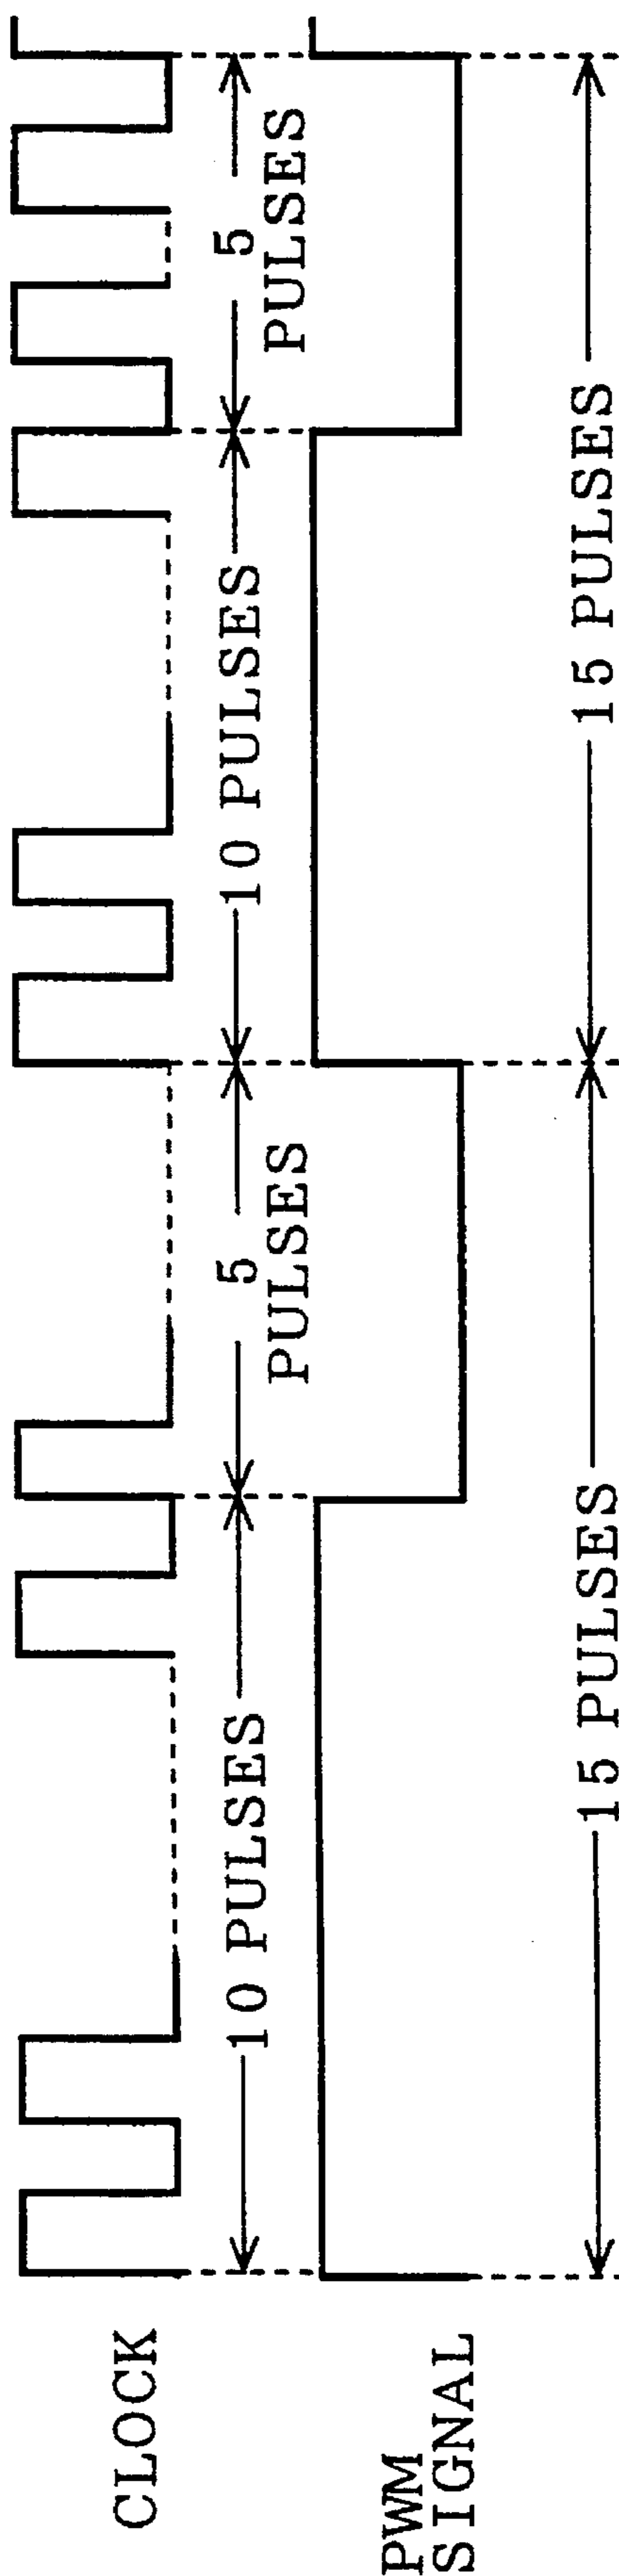 CLOCK
10 PULSES
5
PULSES
10 PULSES
5
PULSES
PWM
SIGNAL
15 PULSES
15 PULSES